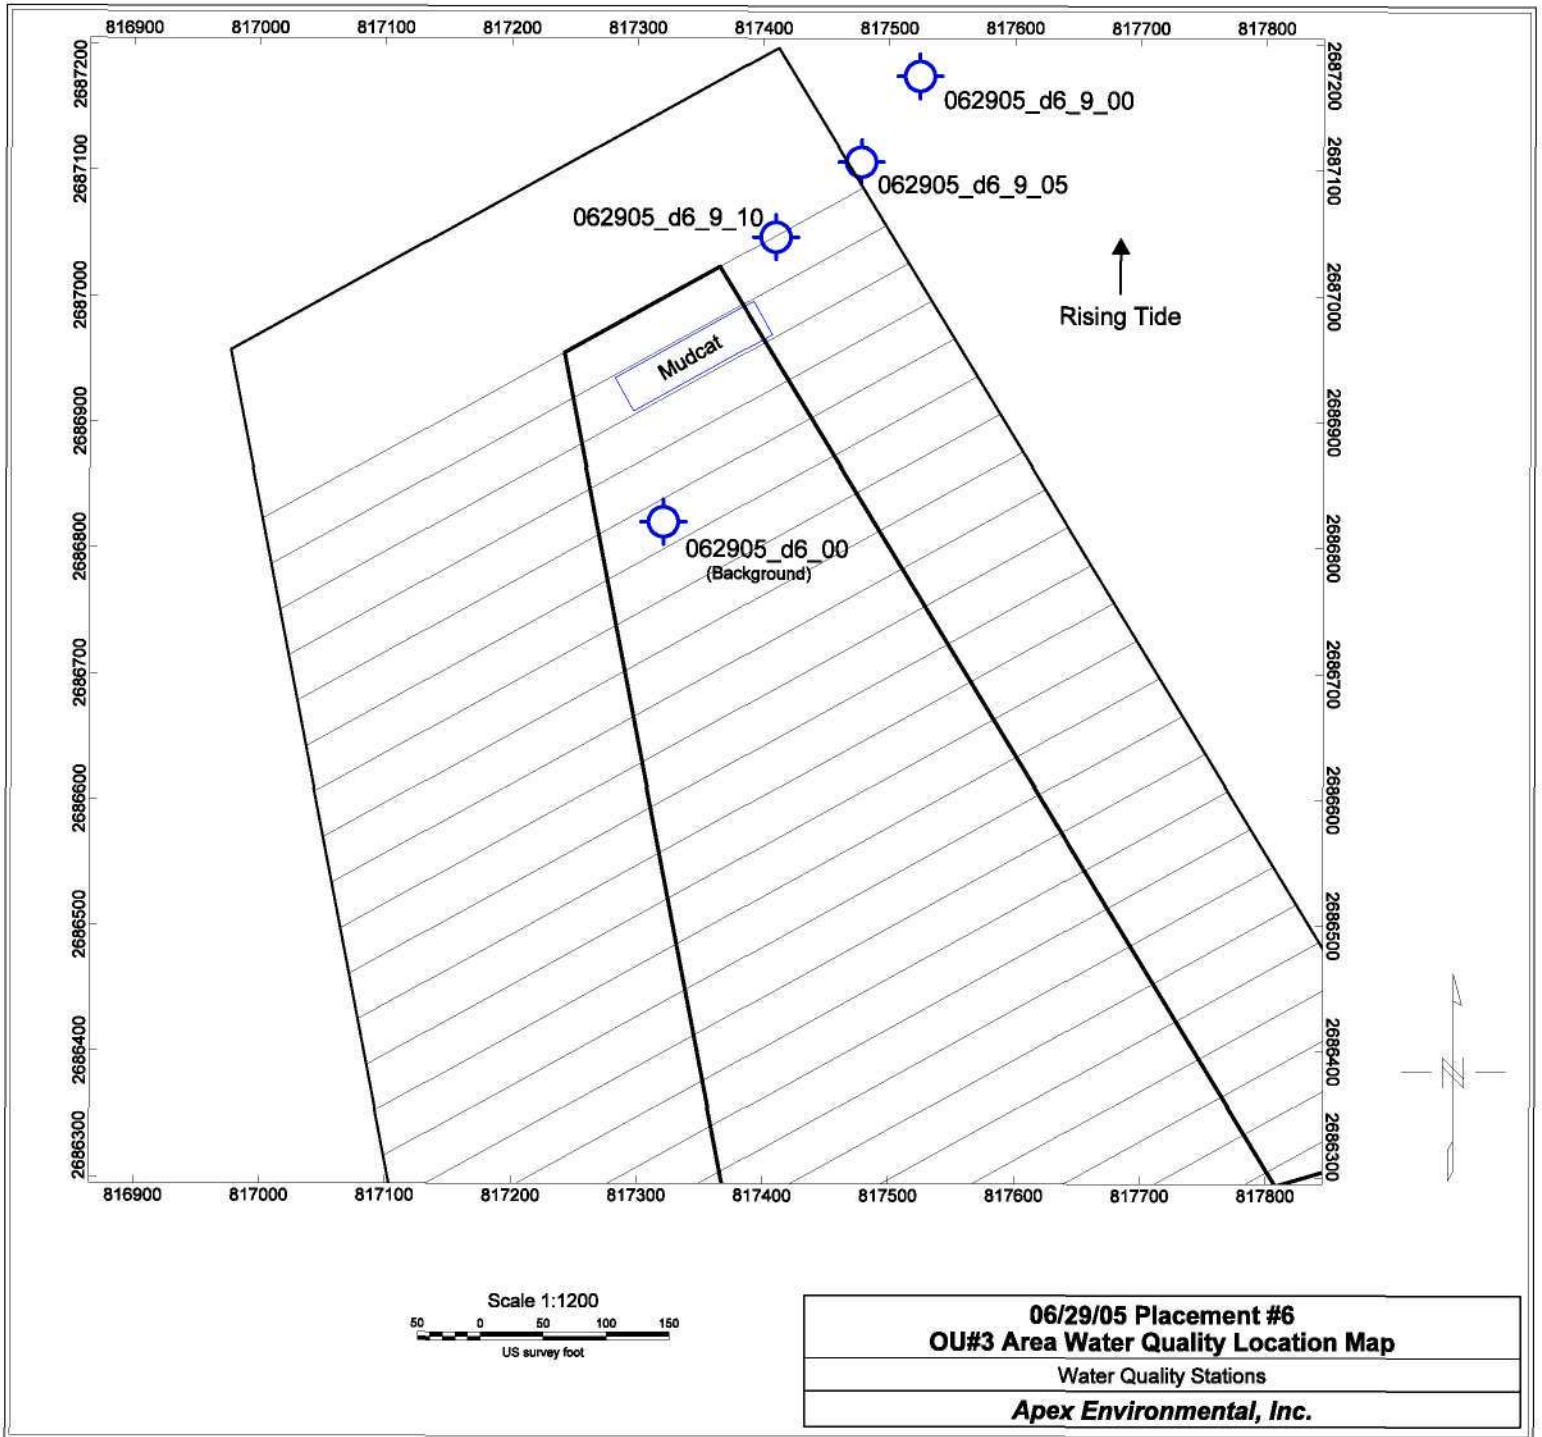 816900 817000 817100 817200 817300 817400 817500 817600 817700 817800
2687200
2687100
2687000
2686900
2686800
2686700
2686600
2686500
2686400
2686300
062905_d6_9_00
062905_d6_9_05
062905_d6_9_10
Rising Tide
Mudcat
062905_d6_00
(Background)
2687200
2687100
2687000
2686900
2686800
2686700
2686600
2686500
2686400
2686300
N
816900 817000 817100 817200 817300 817400 817500 817600 817700 817800
Scale 1:1200
50 0 50 100 150
US survey foot
06/29/05 Placement #6
OU#3 Area Water Quality Location Map
Water Quality Stations
Apex Environmental, Inc.